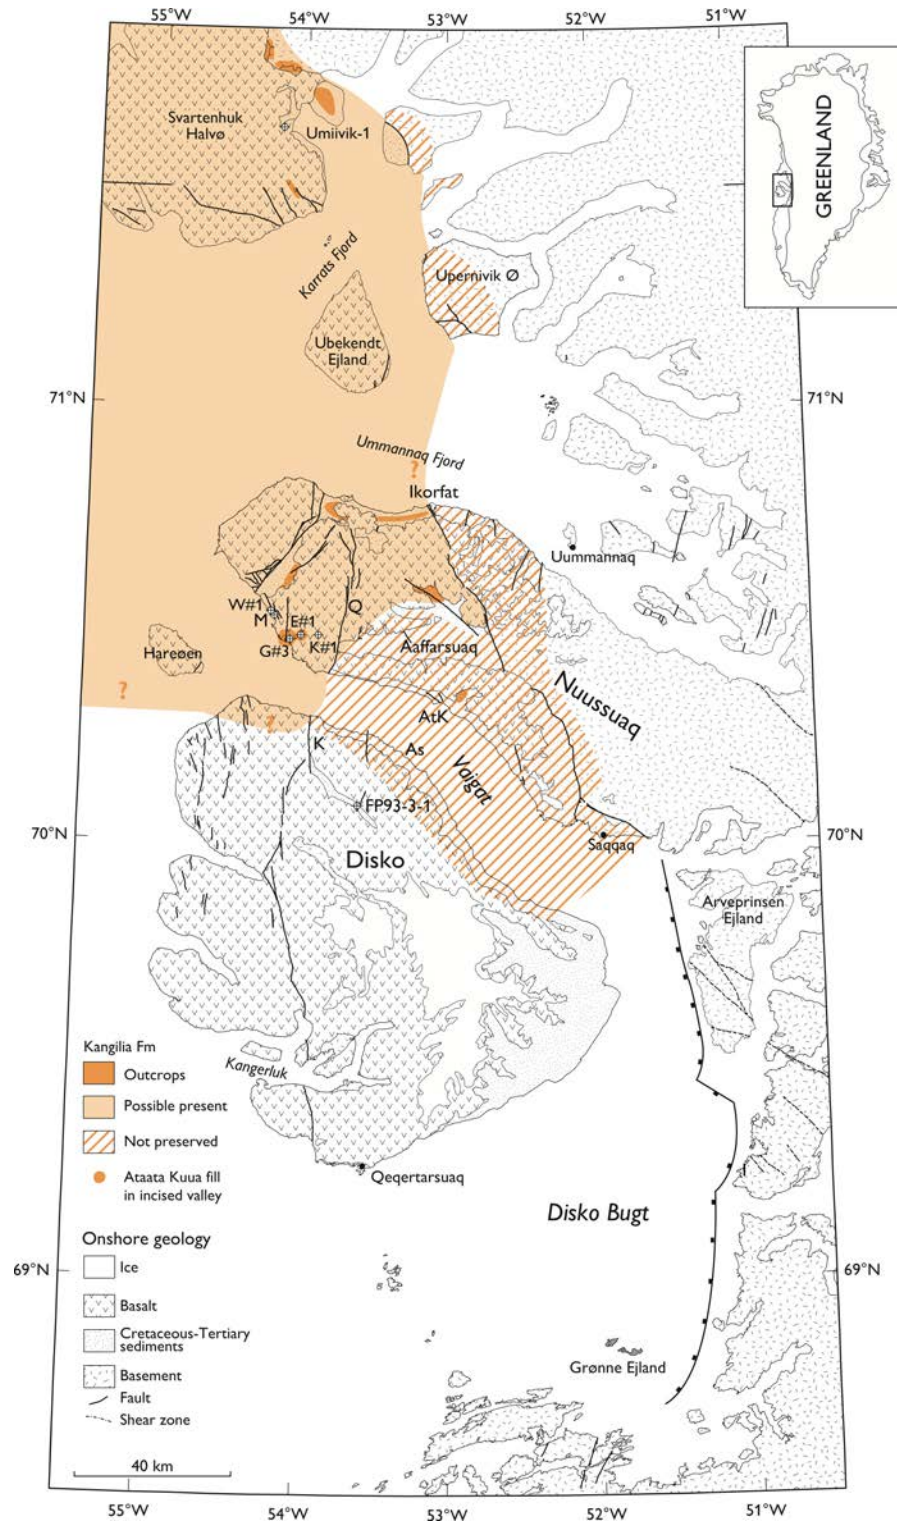 55°W
54°W
53°W
52°W
51°W
Svartenhuk
Halvø
Umiivik-1
GREENLAND
Karrats Fjord
Upernivik Ø
Ubekendt
Ejland
71°N
71°N
Ummannaq Fjord
?
Ikorfat
Uummannaq
W#1
M
E#1
Q
G#3
K#1
Aaffarsuaq
Hareøen
Nuussuaq
?
?
AtK
K
As
Vaigat
FP93-3-1
70°N
70°N
Saqqaq
Disko
Arveprinsen
Ejland
Kangilia Fm
Outcrops
Possible present
Not preserved
Ataata Kuua fill
in incised valley
Kangerluk
Qeqertarsuaq
Disko Bugt
Onshore geology
69°N
69°N
Ice
Basalt
Cretaceous-Tertiary
sediments
Basement
Fault
Shear zone
Grønne Ejland
40 km
55°W
54°W
53°W
52°W
51°W